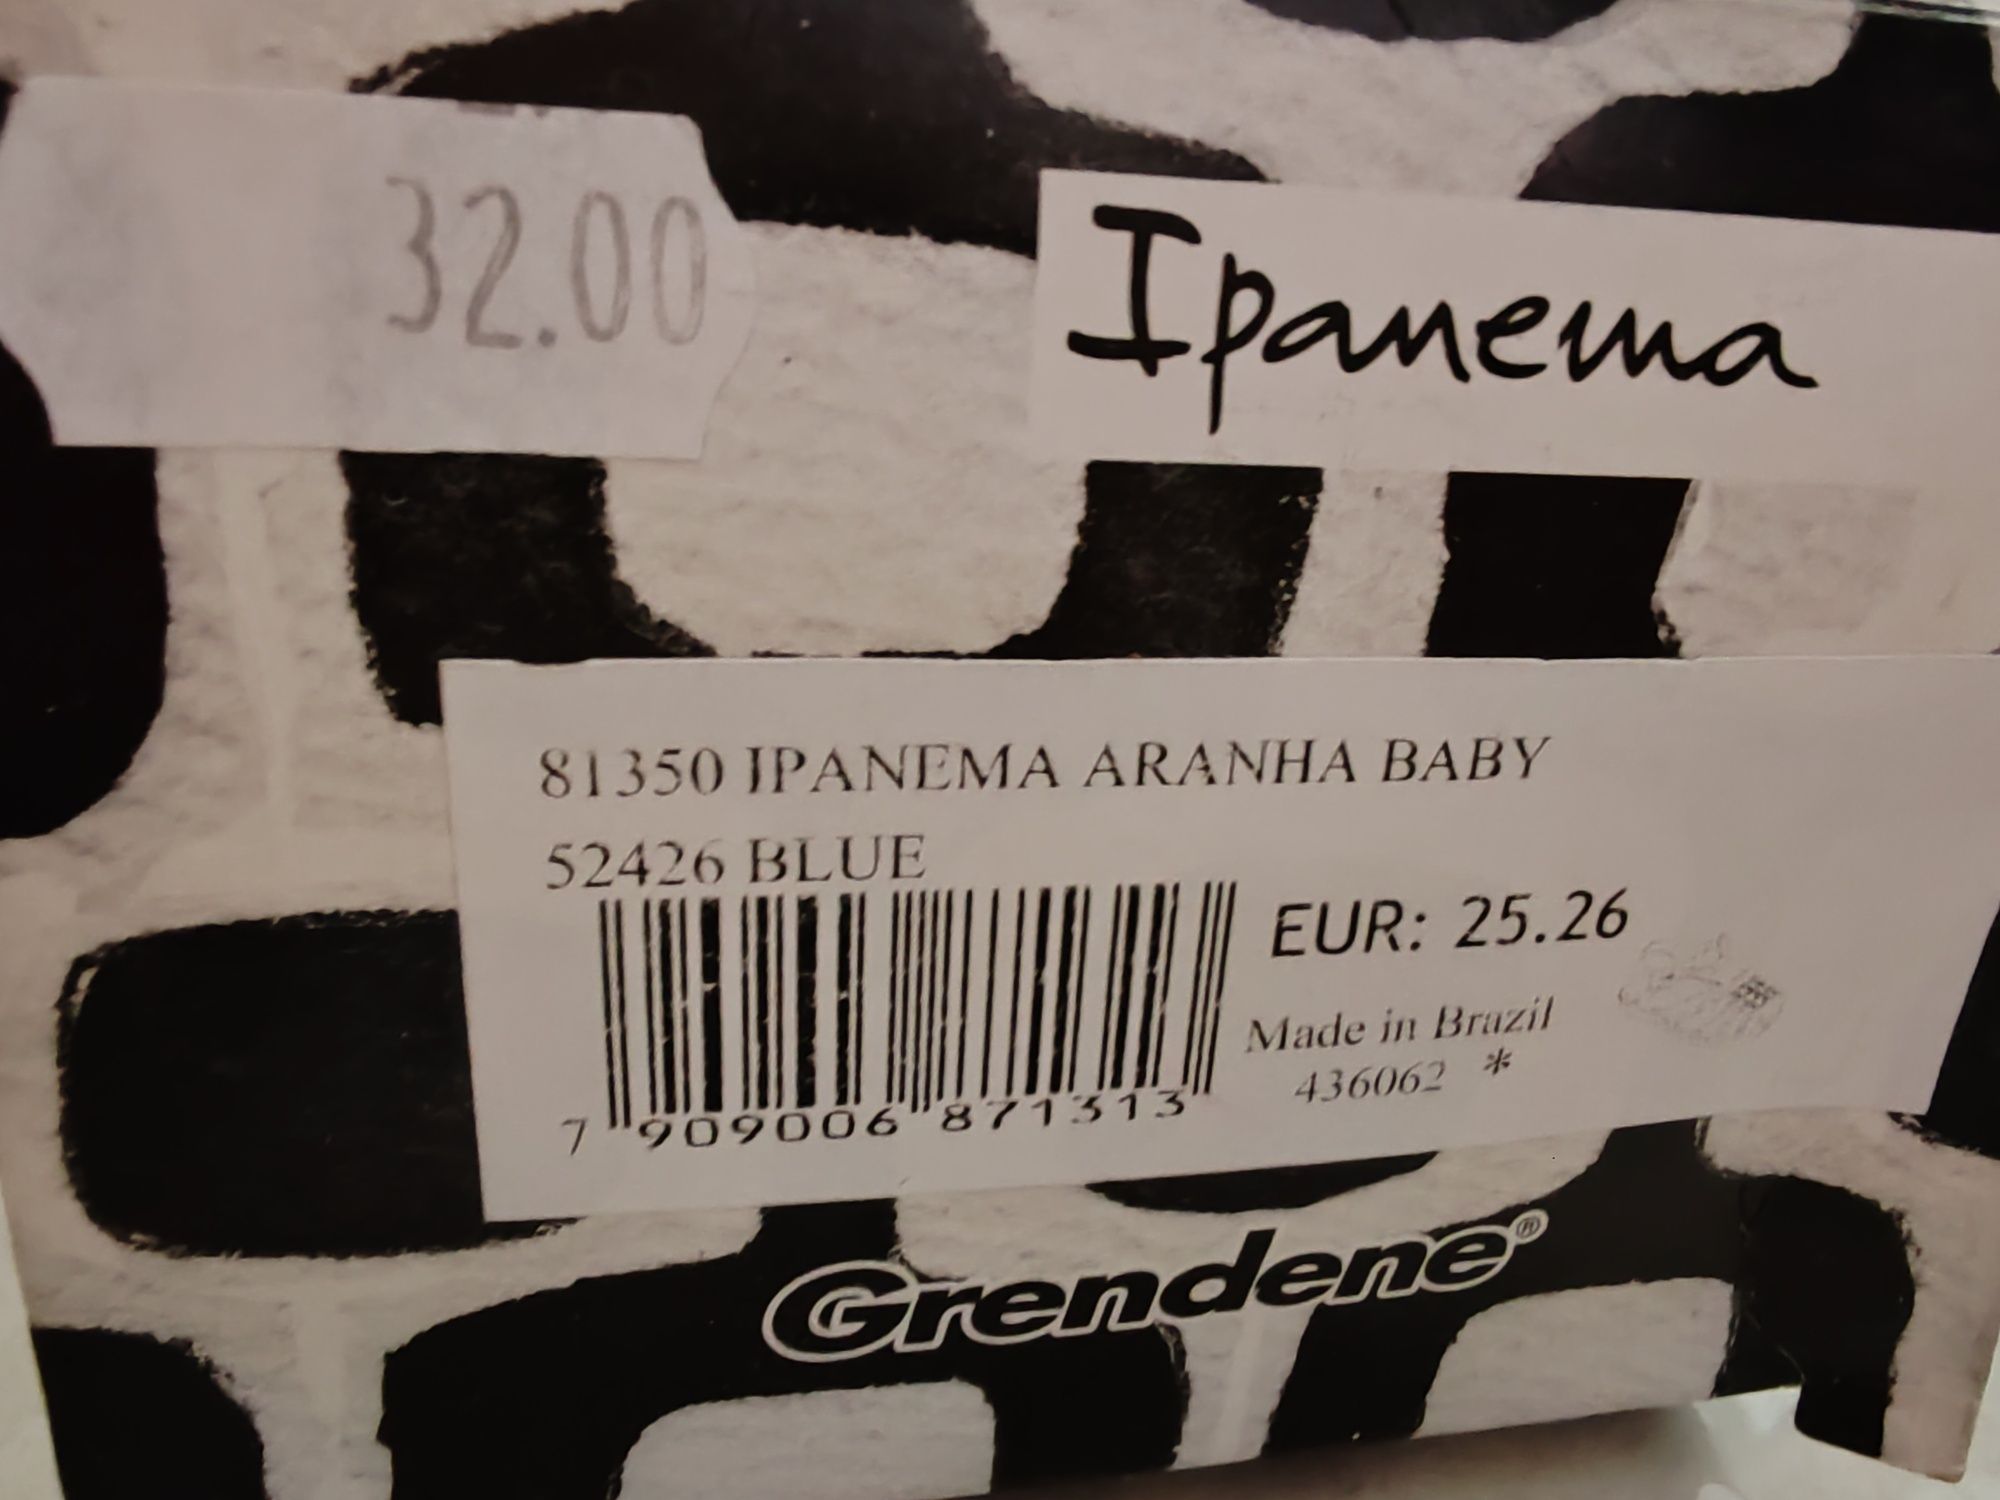 32.00
Ipanema
81350 IPANEMA ARANHA BABY
52426 BLUE
EUR: 25.26
Made in Brazil
436062 *
7 909006 871313
Grendene®